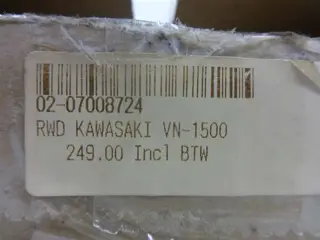 02-07008724
RWD KAWASAKI VN-1500
249.00 Incl BTW